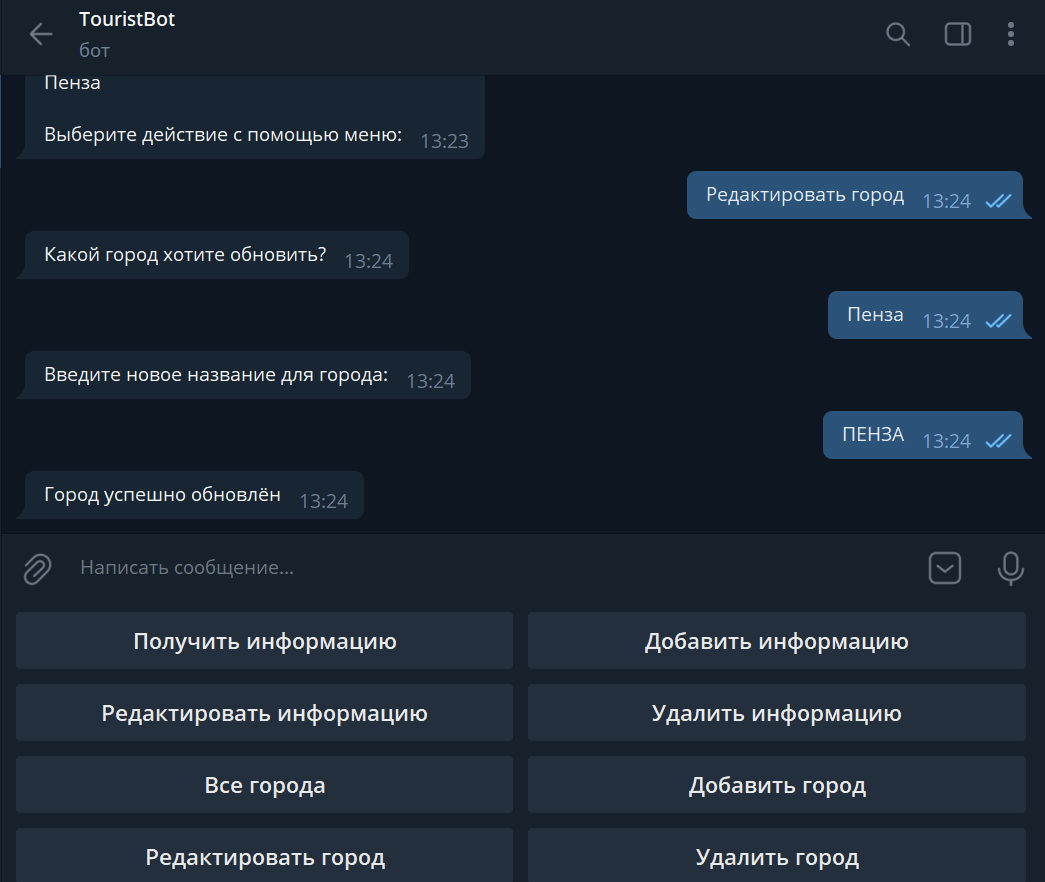 TouristBot
бот
Пенза
Выберите действие с помощью меню: 13:23
Редактировать город 13:24
Какой город хотите обновить? 13:24
Пенза 13:24
Введите новое название для города: 13:24
ПЕНЗА 13:24
Город успешно обновлён 13:24
Написать сообщение...
Получить информацию
Добавить информацию
Редактировать информацию
Удалить информацию
Все города
Добавить город
Редактировать город
Удалить город